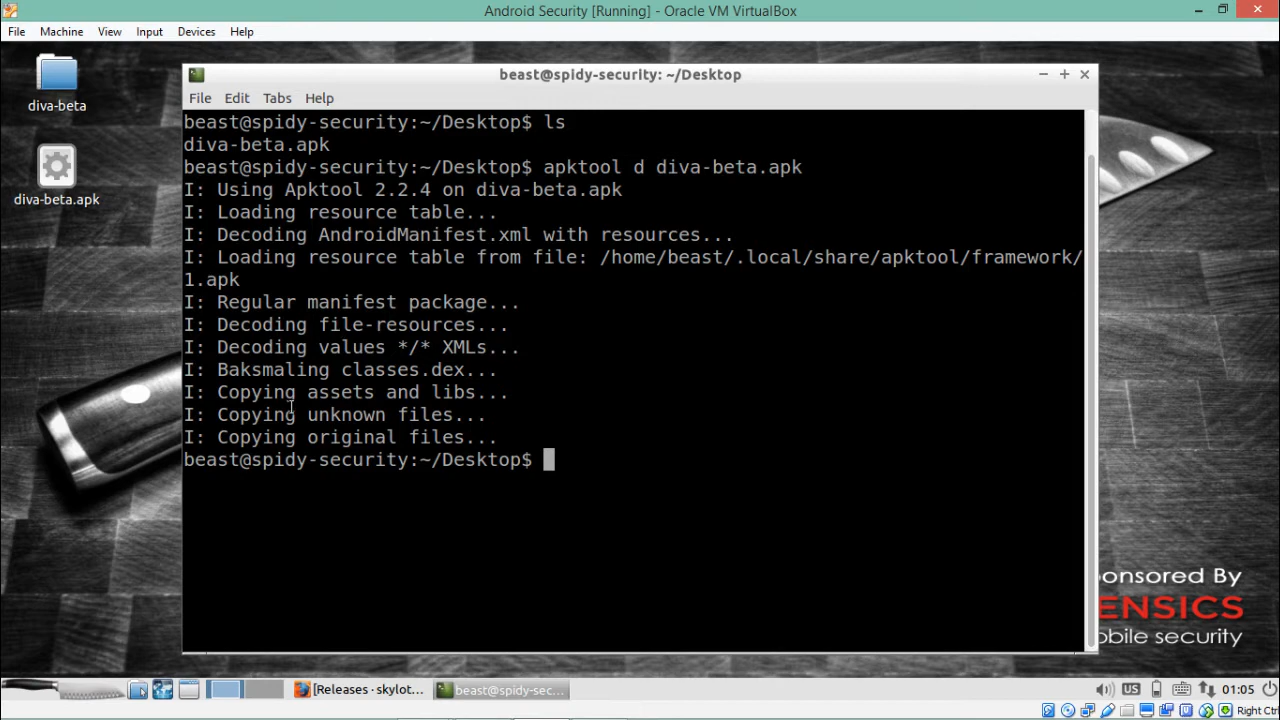 Android Security [Running] - Oracle VM VirtualBox
File Machine View Input Devices Help
diva-beta
diva-beta.apk
beast@spidy-security: ~/Desktop
File Edit Tabs Help
beast@spidy-security:~/Desktop$ ls
diva-beta.apk
beast@spidy-security:~/Desktop$ apktool d diva-beta.apk
I: Using Apktool 2.2.4 on diva-beta.apk
I: Loading resource table...
I: Decoding AndroidManifest.xml with resources...
I: Loading resource table from file: /home/beast/.local/share/apktool/framework/
1.apk
I: Regular manifest package...
I: Decoding file-resources...
I: Decoding values */* XMLs...
I: Baksmaling classes.dex...
I: Copying assets and libs...
I: Copying unknown files...
I: Copying original files...
beast@spidy-security:~/Desktop$
onsored By
ENSICS
obile security
[Releases · skylot...
beast@spidy-sec...
US
01:05
Right Ctrl